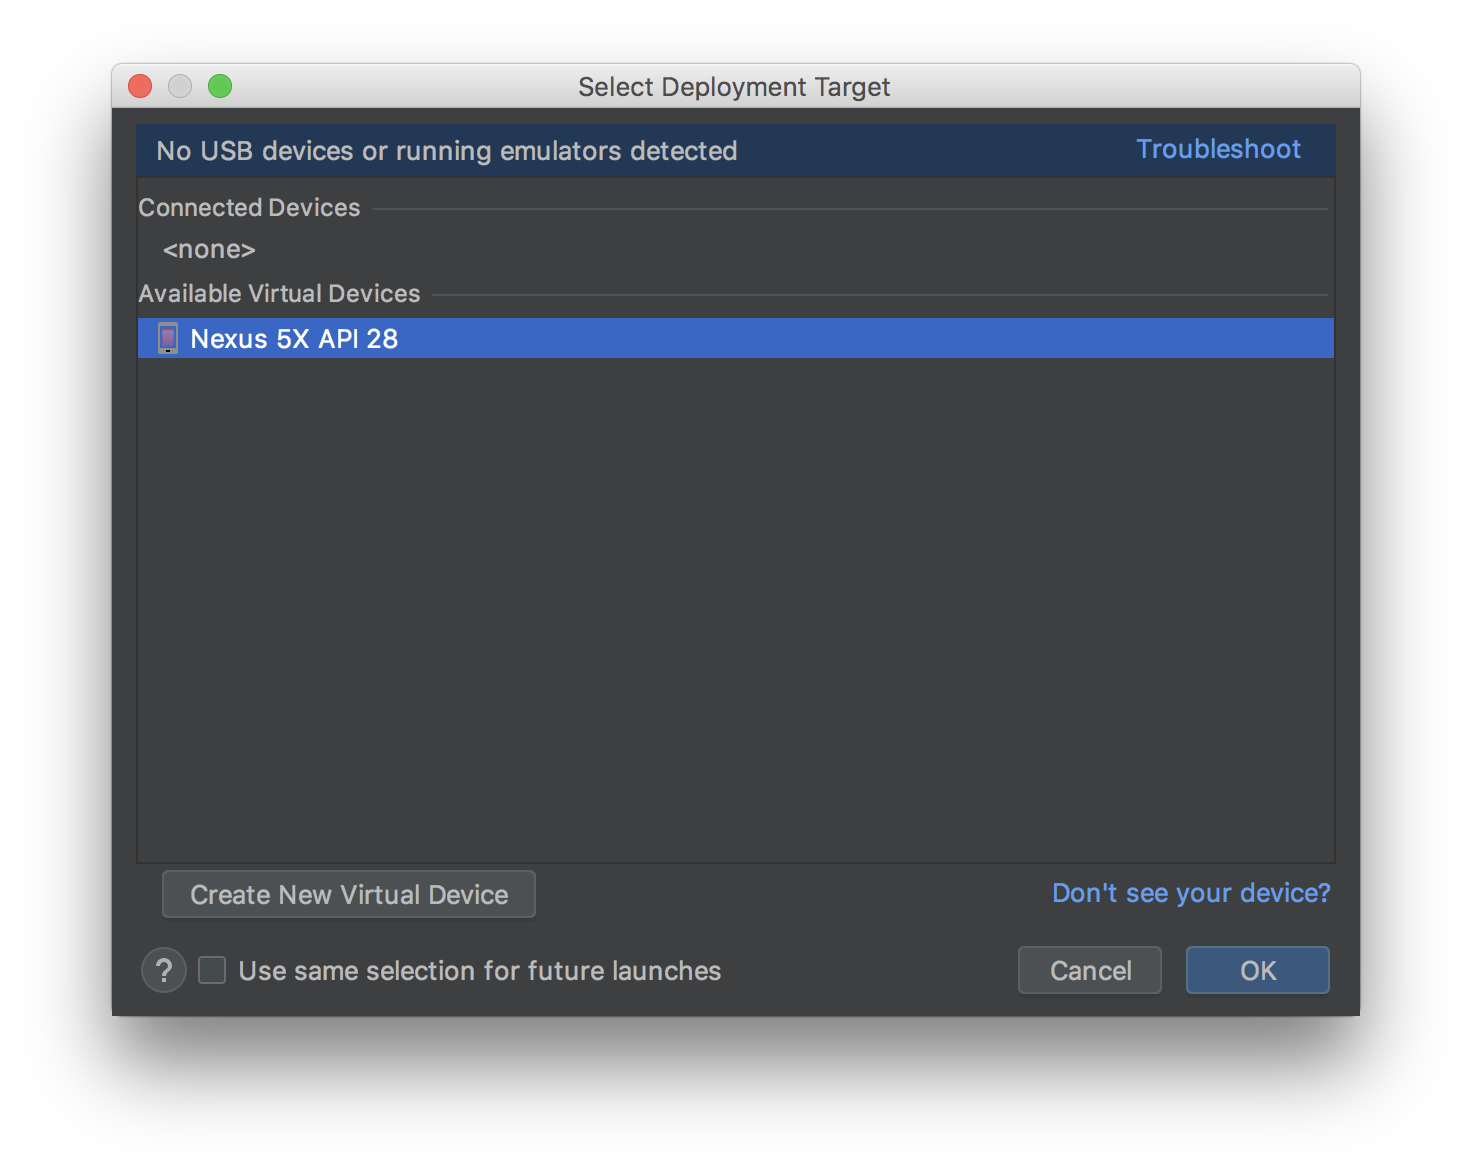 Select Deployment Target
No USB devices or running emulators detected
Troubleshoot
Connected Devices
<none>
Available Virtual Devices
Nexus 5X API 28
Create New Virtual Device
Don't see your device?
?
Use same selection for future launches
Cancel
OK